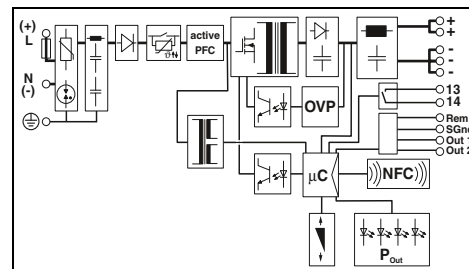 (+)
L
N
(-)
ϑ
active
PFC
OVP
+
+
-
-
-
13
14
Rem
SGnd
Out 1
Out 2
µC
NFC
P Out